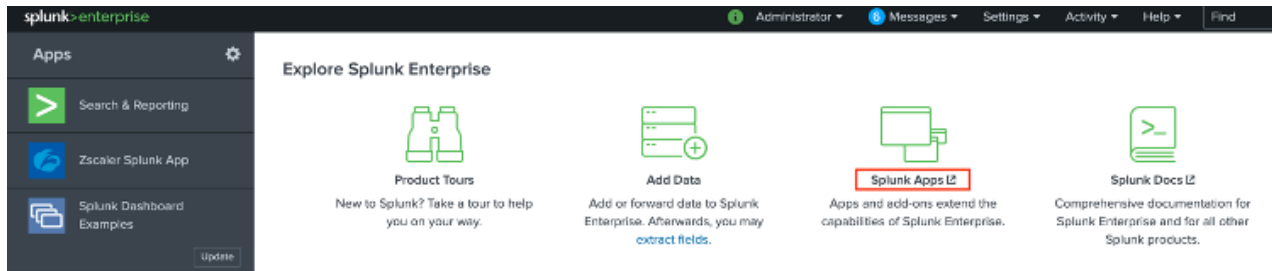 splunk>enterprise
Administrator
6 Messages
Settings
Activity
Help
Find
Apps
Search & Reporting
Zscaler Splunk App
Splunk Dashboard
Examples
Update
Explore Splunk Enterprise
Product Tours
New to Splunk? Take a tour to help
you on your way.
Add Data
Add or forward data to Splunk
Enterprise. Afterwards, you may
extract fields.
Splunk Apps
Apps and add-ons extend the
capabilities of Splunk Enterprise.
Splunk Docs
Comprehensive documentation for
Splunk Enterprise and for all other
Splunk products.